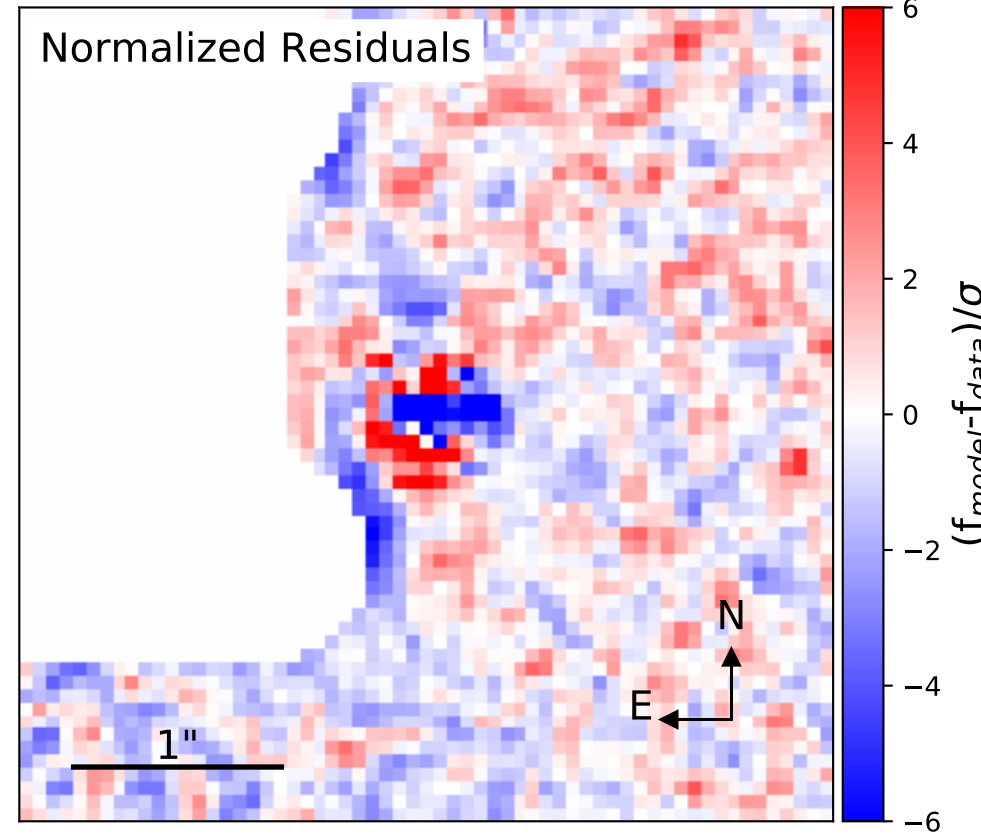 Normalized Residuals
6
4
2
0
−2
−4
−6
(f_model-f_data)/σ
N
E
1"